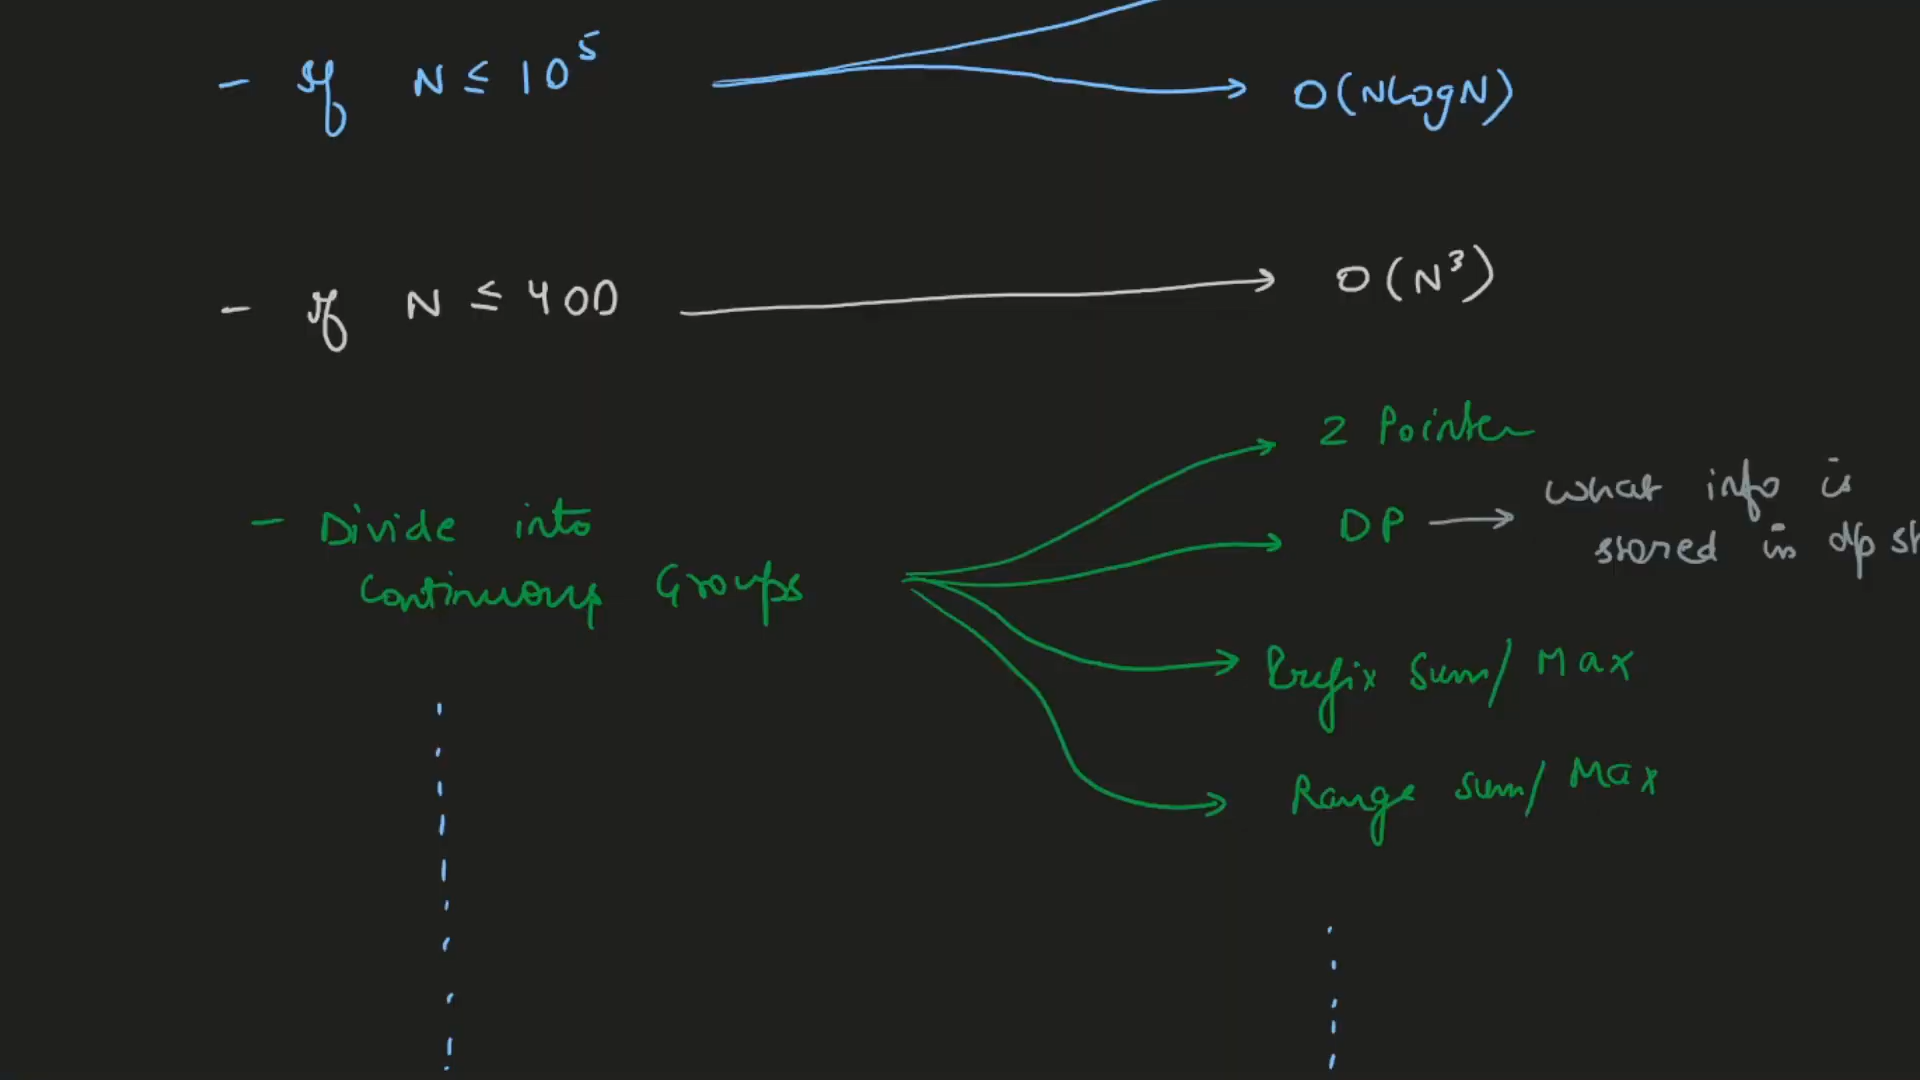 - If N ≤ 10^5 O(NlogN)
- If N ≤ 400 O(N^3)
2 Pointer
- Divide into
Continuous Groups
DP → what info is
stored in dp st
Prefix Sum/Max
Range Sum/Max